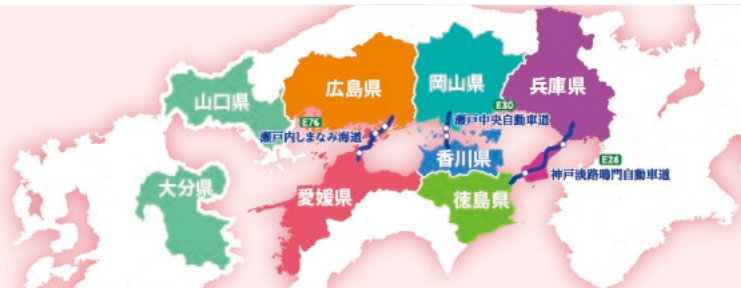 山口県
広島県
岡山県
兵庫県
E76
瀬戸内しまなみ海道
E30
瀬戸中央自動車道
香川県
E28
神戸淡路鳴門自動車道
大分県
愛媛県
徳島県